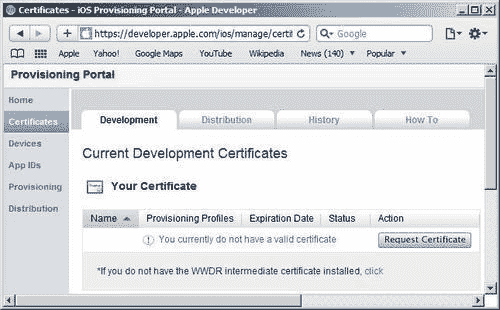 Certificates - iOS Provisioning Portal - Apple Developer
https://developer.apple.com/ios/manage/certif
Google
Apple Yahoo! Google Maps YouTube Wikipedia News (140) Popular
Provisioning Portal
Home
Certificates
Devices
App IDs
Provisioning
Distribution
Development Distribution History How To
Current Development Certificates
Your Certificate
Name Provisioning Profiles Expiration Date Status Action
You currently do not have a valid certificate Request Certificate
*If you do not have the WWDR intermediate certificate installed, click